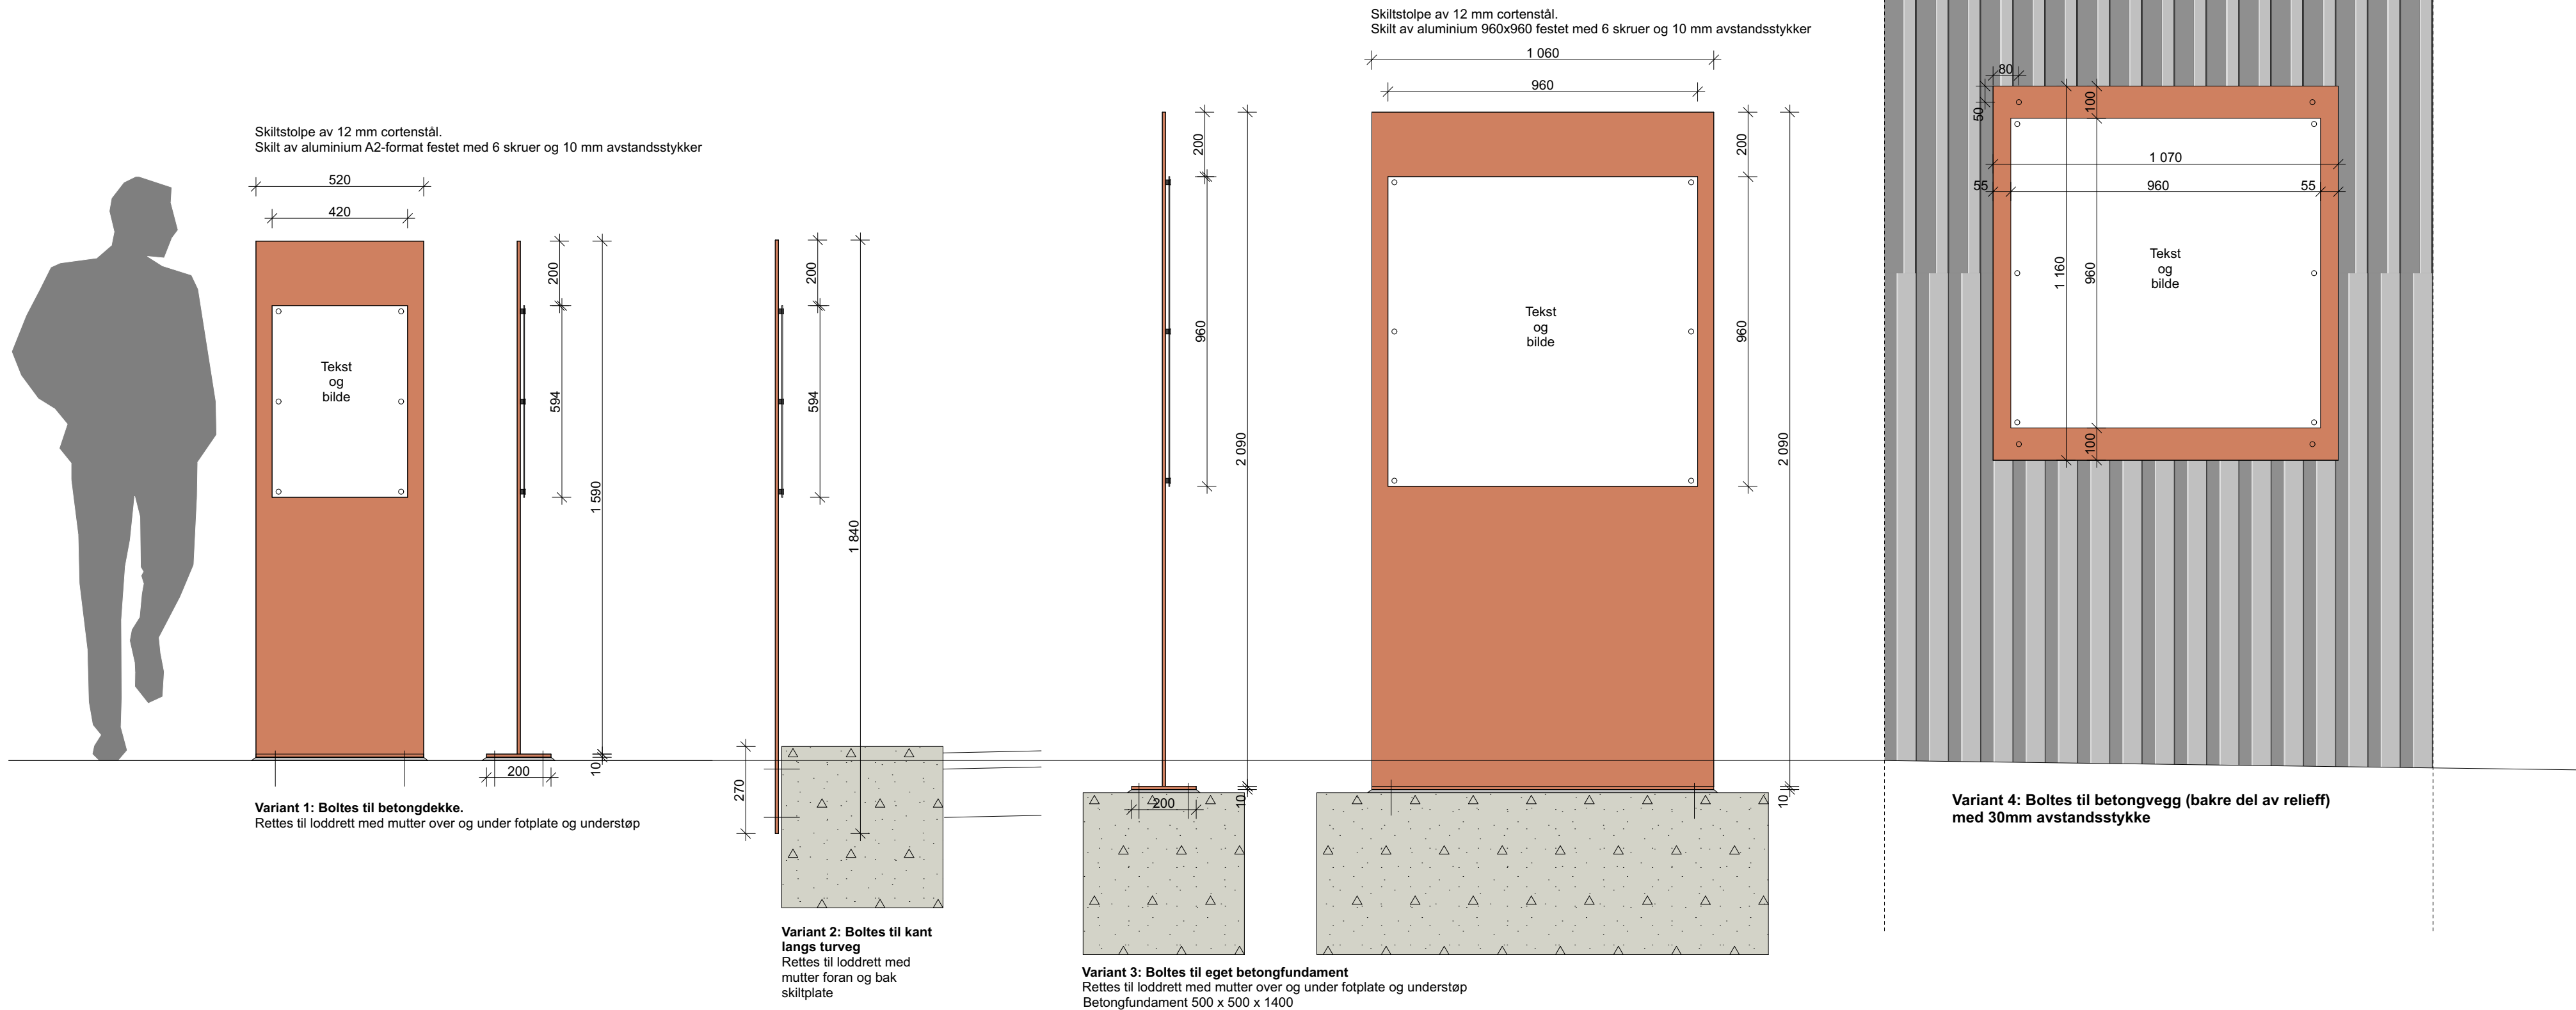 Skiltstolpe av 12 mm cortenstål.
Skilt av aluminium A2-format festet med 6 skruer og 10 mm avstandsstykker
520
420
Tekst
og
bilde
200
594
1 590
10
200
Variant 1: Boltes til betongdekke.
Rettes til loddrett med mutter over og under fotplate og understøp
200
594
1 840
270
Variant 2: Boltes til kant
langs turveg
Rettes til loddrett med
mutter foran og bak
skiltplate
Skiltstolpe av 12 mm cortenstål.
Skilt av aluminium 960x960 festet med 6 skruer og 10 mm avstandsstykker
1 060
960
200
960
2 090
10
200
Tekst
og
bilde
200
960
2 090
10
Variant 3: Boltes til eget betongfundament
Rettes til loddrett med mutter over og under fotplate og understøp
Betongfundament 500 x 500 x 1400
80
50
100
1 070
55
960
55
1 160
960
Tekst
og
bilde
100
Variant 4: Boltes til betongvegg (bakre del av relieff)
med 30mm avstandsstykke